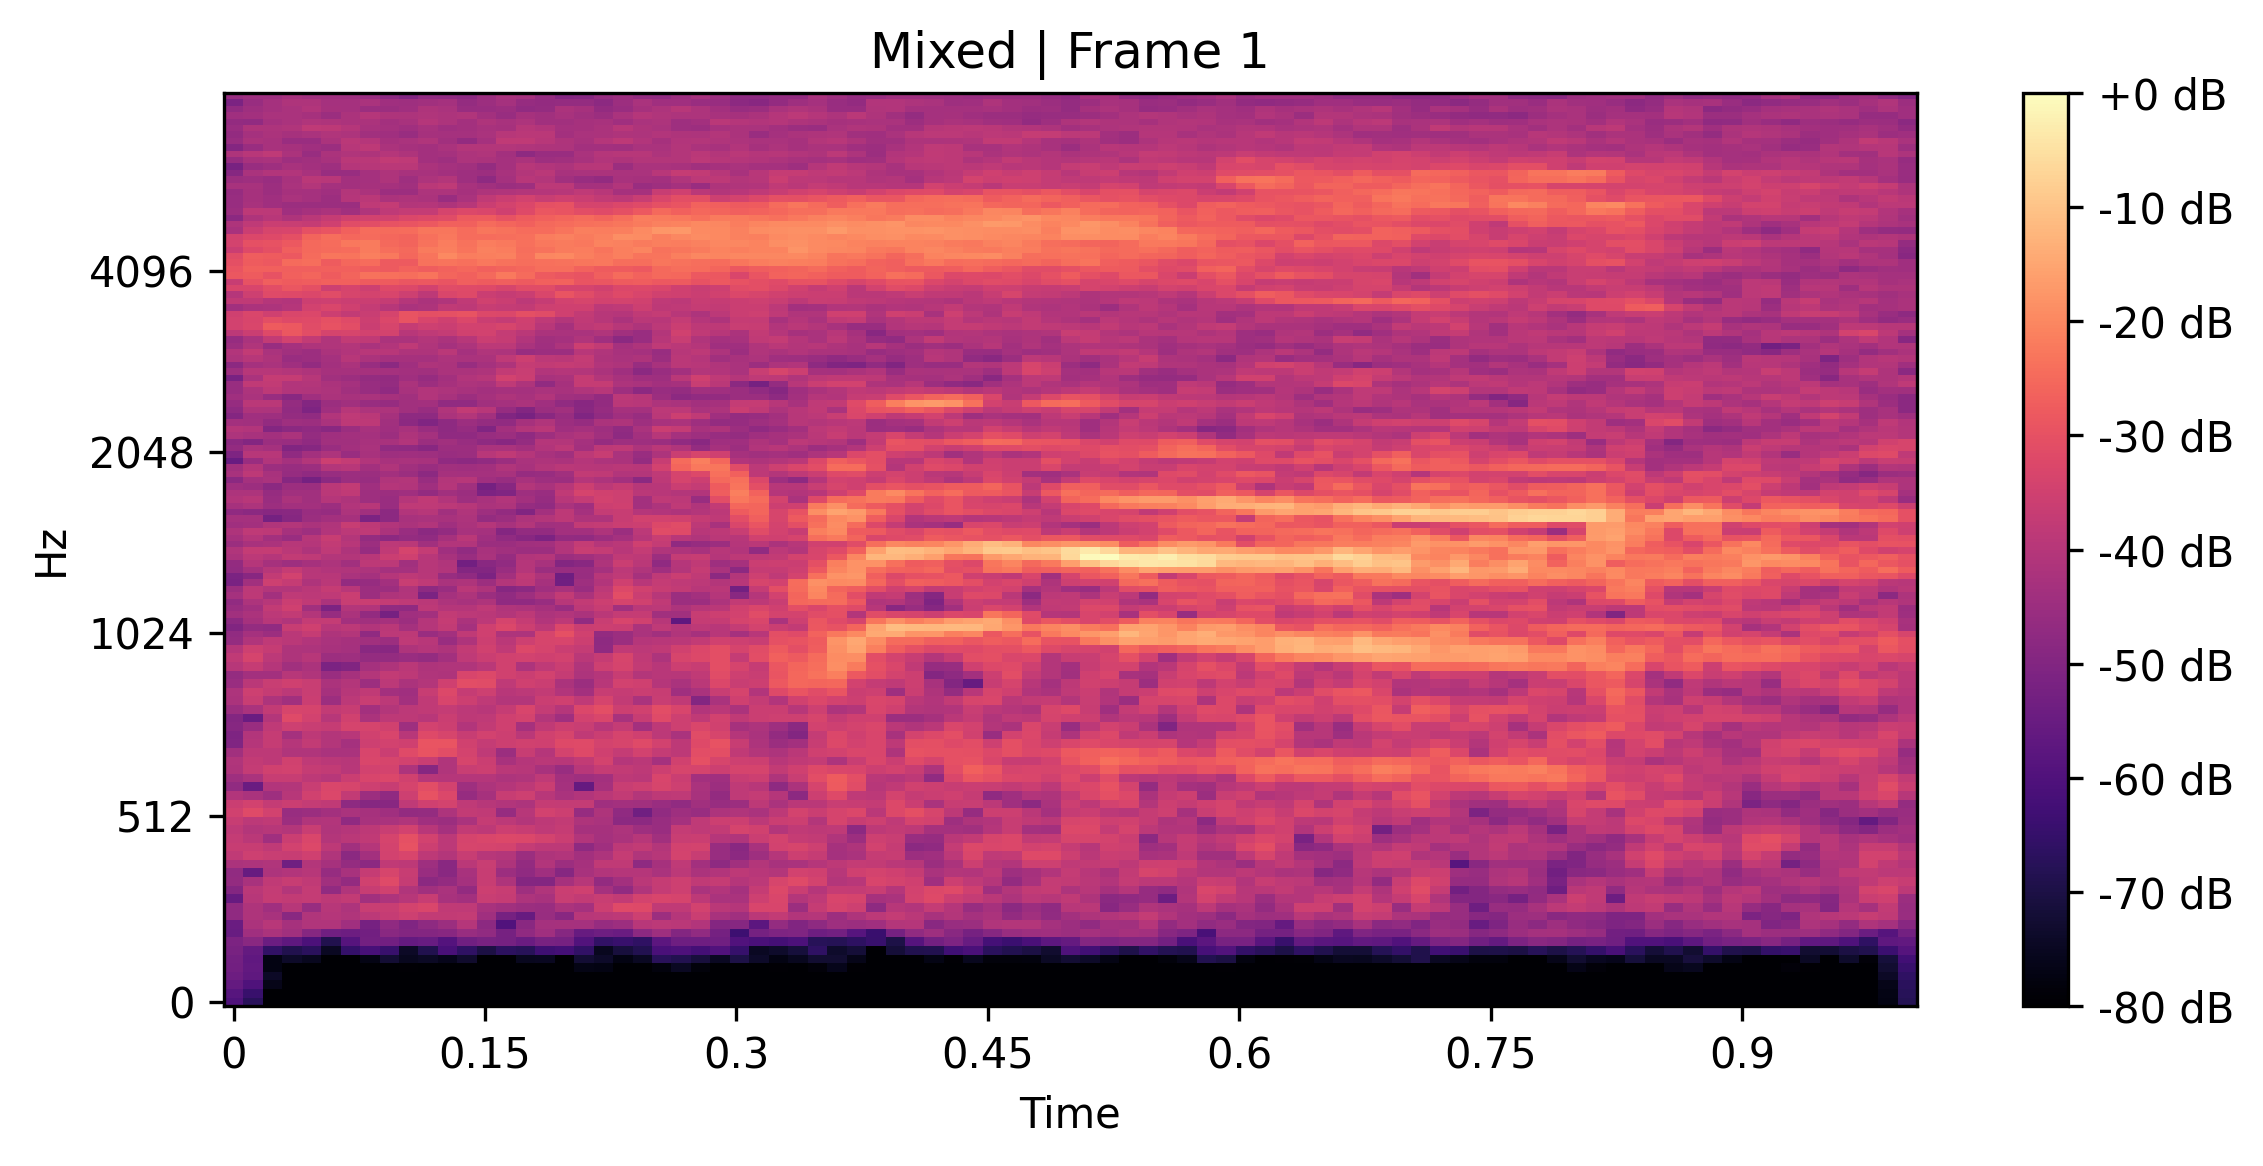 Mixed | Frame 1
Hz
4096
2048
1024
512
0
0 0.15 0.3 0.45 0.6 0.75 0.9
Time
+0 dB
-10 dB
-20 dB
-30 dB
-40 dB
-50 dB
-60 dB
-70 dB
-80 dB